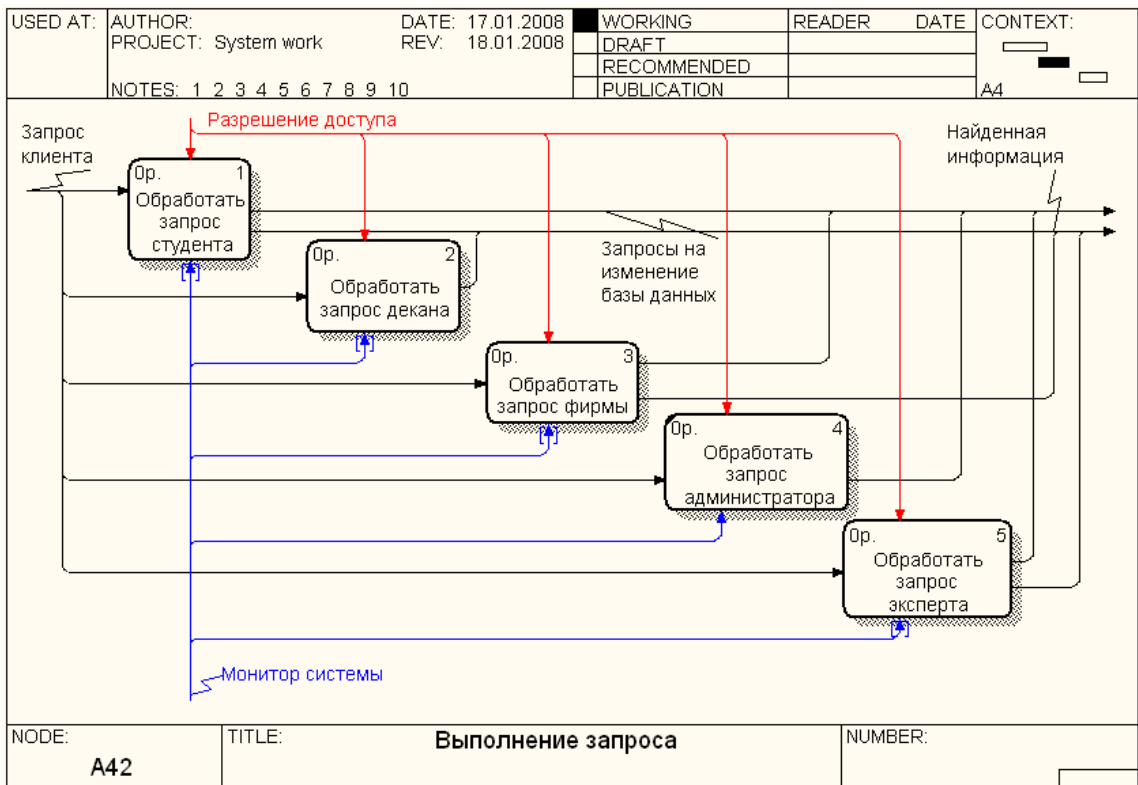 USED AT:
AUTHOR:
DATE: 17.01.2008
PROJECT: System work
REV: 18.01.2008
NOTES: 1 2 3 4 5 6 7 8 9 10
WORKING
DRAFT
RECOMMENDED
PUBLICATION
READER
DATE
CONTEXT:
A4
Запрос
клиента
Разрешение доступа
Найденная
информация
0р.
1
Обработать
запрос
студента
0р.
2
Обработать
запрос декана
Запросы на
изменение
базы данных
0р.
3
Обработать
запрос фирмы
0р.
4
Обработать
запрос
администратора
0р.
5
Обработать
запрос
эксперта
Монитор системы
NODE:
A42
TITLE:
Выполнение запроса
NUMBER: